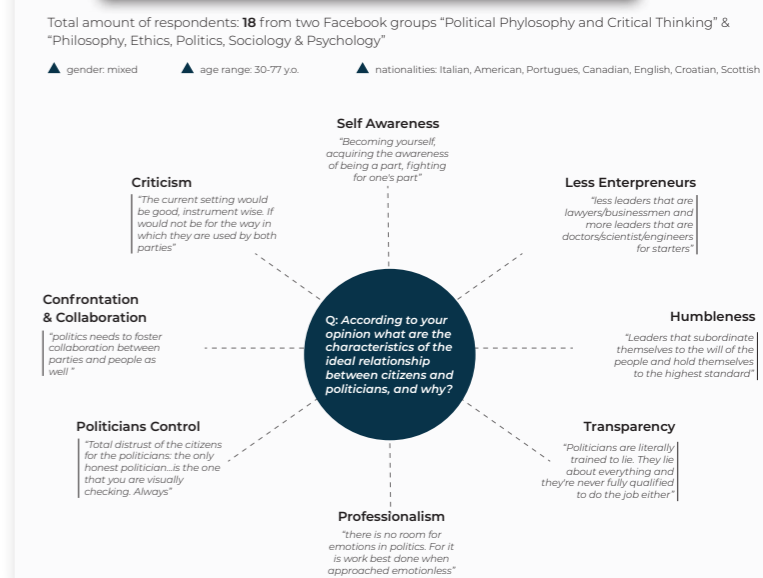 Total amount of respondents: 18 from two Facebook groups “Political Phylosophy and Critical Thinking” &
“Philosophy, Ethics, Politics, Sociology & Psychology”
gender: mixed
age range: 30-77 y.o.
nationalities: Italian, American, Portugues, Canadian, English, Croatian, Scottish
Self Awareness
“Becoming yourself,
acquiring the awareness
of being a part, fighting
for one's part”
Criticism
“The current setting would
be good, instrument wise. If
would not be for the way in
which they are used by both
parties”
Less Enterpreneurs
“less leaders that are
lawyers/businessmen and
more leaders that are
doctors/scientist/engineers
for starters”
Confrontation
& Collaboration
“politics needs to foster
collaboration between
parties and people as
well ”
Q: According to your
opinion what are the
characteristics of the
ideal relationship
between citizens and
politicians, and why?
Humbleness
“Leaders that subordinate
themselves to the will of the
people and hold themselves
to the highest standard”
Politicians Control
“Total distrust of the citizens
for the politicians: the only
honest politician...is the one
that you are visually
checking. Always”
Transparency
“Politicians are literally
trained to lie. They lie
about everything and
they're never fully qualified
to do the job either”
Professionalism
“there is no room for
emotions in politics. For it
is work best done when
approached emotionless”